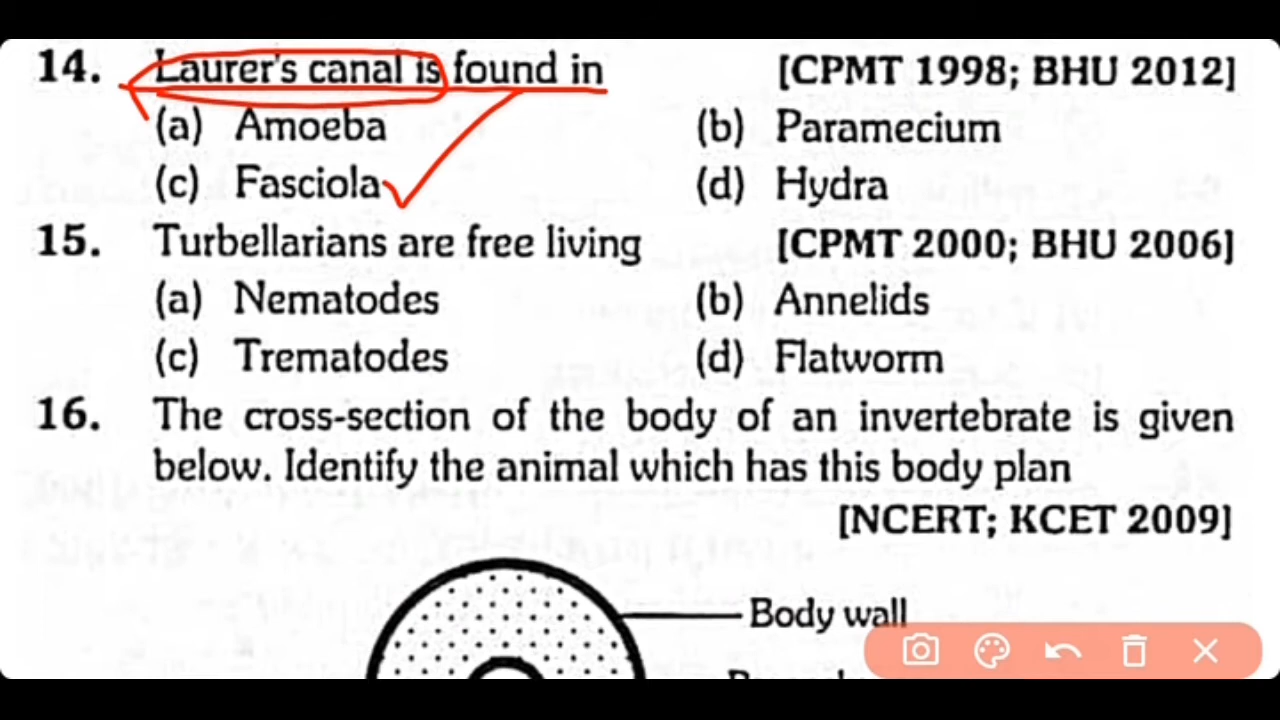 14. Laurer's canal is found in [CPMT 1998; BHU 2012]
(a) Amoeba (b) Paramecium
(c) Fasciola (d) Hydra
15. Turbellarians are free living [CPMT 2000; BHU 2006]
(a) Nematodes (b) Annelids
(c) Trematodes (d) Flatworm
16. The cross-section of the body of an invertebrate is given
below. Identify the animal which has this body plan
[NCERT; KCET 2009]
Body wall